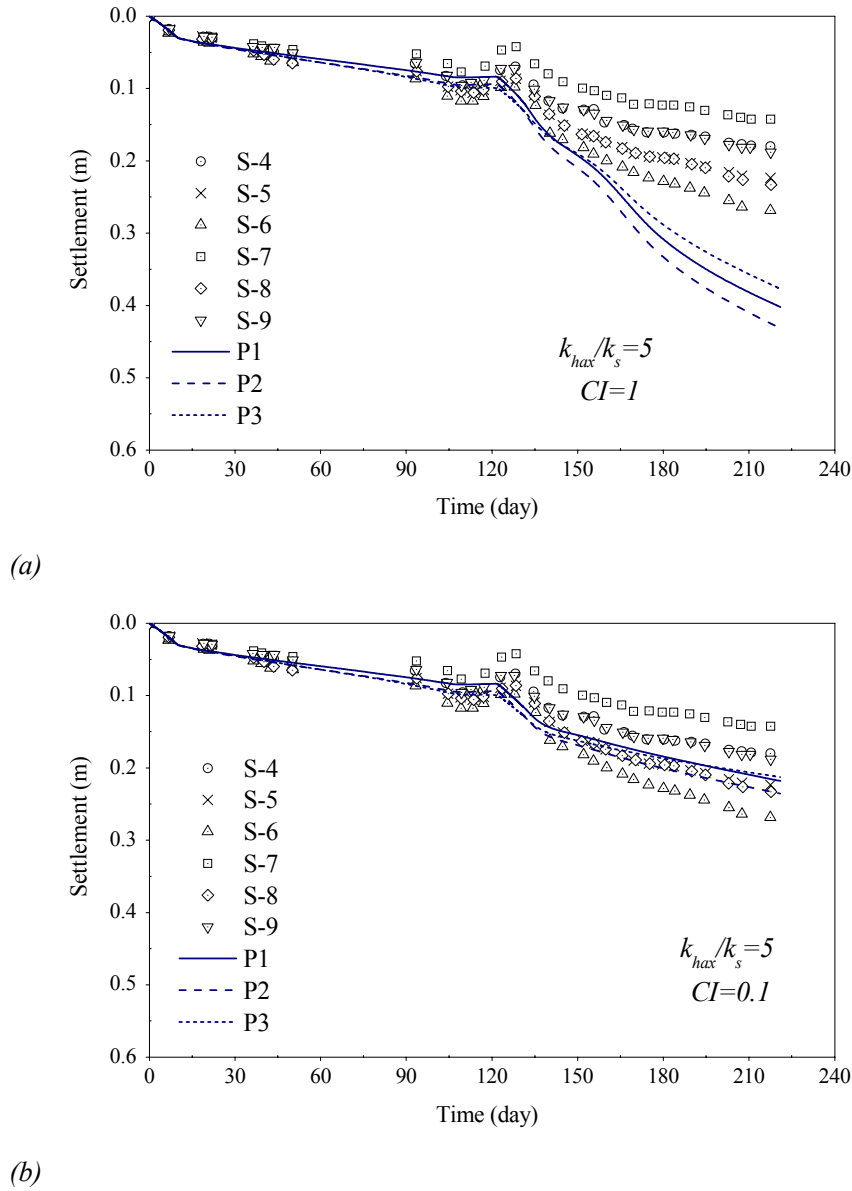 0.0
0.1
0.2
0.3
0.4
0.5
0.6
Settlement (m)
S-4
S-5
S-6
S-7
S-8
S-9
P1
P2
P3
k_hax/k_s=5
CI=1
0 30 60 90 120 150 180 210 240
Time (day)
(a)
0.0
0.1
0.2
0.3
0.4
0.5
0.6
Settlement (m)
S-4
S-5
S-6
S-7
S-8
S-9
P1
P2
P3
k_hax/k_s=5
CI=0.1
0 30 60 90 120 150 180 210 240
Time (day)
(b)